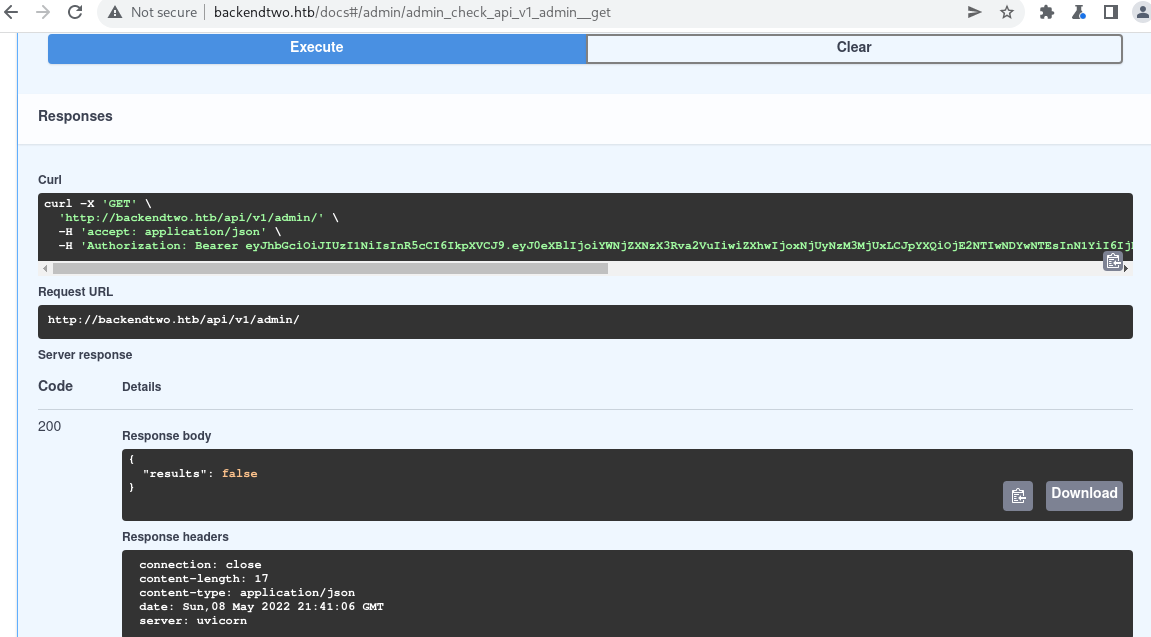 Not secure | backendtwo.htb/docs#/admin/admin_check_api_v1_admin__get
Execute
Clear
Responses
Curl
curl -X 'GET' \
'http://backendtwo.htb/api/v1/admin/' \
-H 'accept: application/json' \
-H 'Authorization: Bearer eyJhbGciOiJIUzI1NiIsInR5cCI6IkpXVCJ9.eyJ0eXBlIjoiYWNjZXNzX3Rva2VuIiwiZXhwIjoxNjUyNzM3MjUxLCJpYXQiOjE2NTIwNDYwNTEsInN1YiI6Ij
Request URL
http://backendtwo.htb/api/v1/admin/
Server response
Code
Details
200
Response body
{
"results": false
}
Download
Response headers
connection: close
content-length: 17
content-type: application/json
date: Sun,08 May 2022 21:41:06 GMT
server: uvicorn